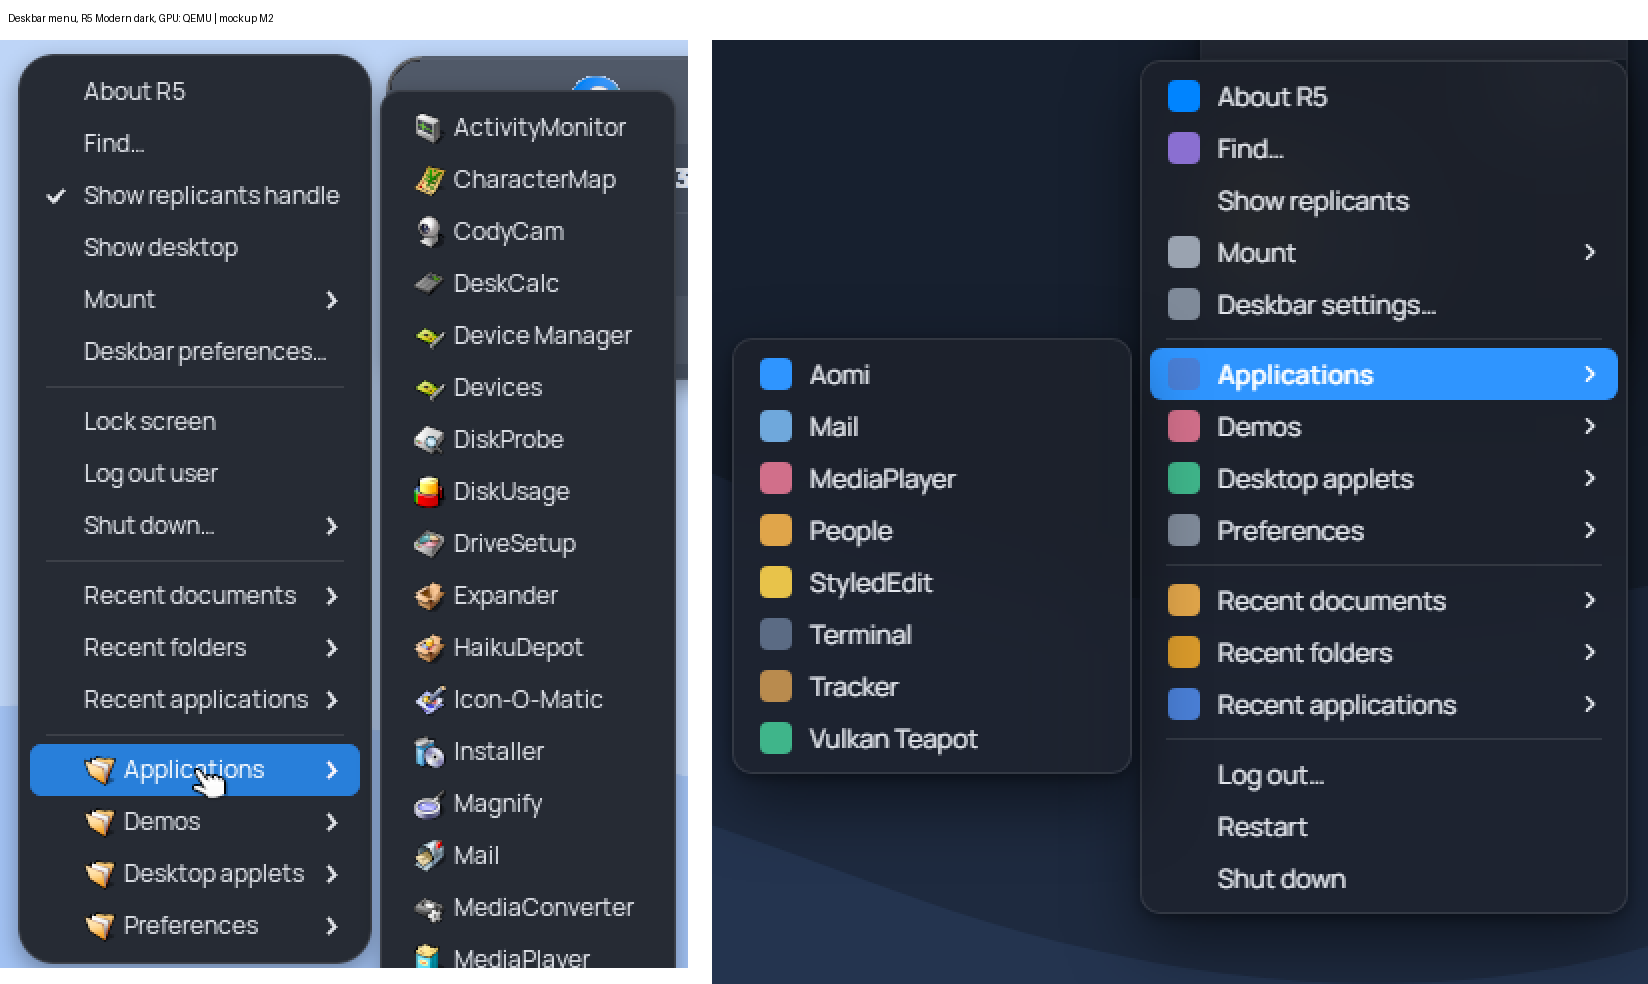 Deskbar menu, R5 Modern dark, GPU: QEMU | mockup M2
About R5
Find...
Show replicants handle
Show desktop
Mount
Deskbar preferences...
Lock screen
Log out user
Shut down...
Recent documents
Recent folders
Recent applications
Applications
Demos
Desktop applets
Preferences
ActivityMonitor
CharacterMap
CodyCam
DeskCalc
Device Manager
Devices
DiskProbe
DiskUsage
DriveSetup
Expander
HaikuDepot
Icon-O-Matic
Installer
Magnify
Mail
MediaConverter
MediaPlayer
Aomi
Mail
MediaPlayer
People
StyledEdit
Terminal
Tracker
Vulkan Teapot
About R5
Find...
Show replicants
Mount
Deskbar settings...
Applications
Demos
Desktop applets
Preferences
Recent documents
Recent folders
Recent applications
Log out...
Restart
Shut down